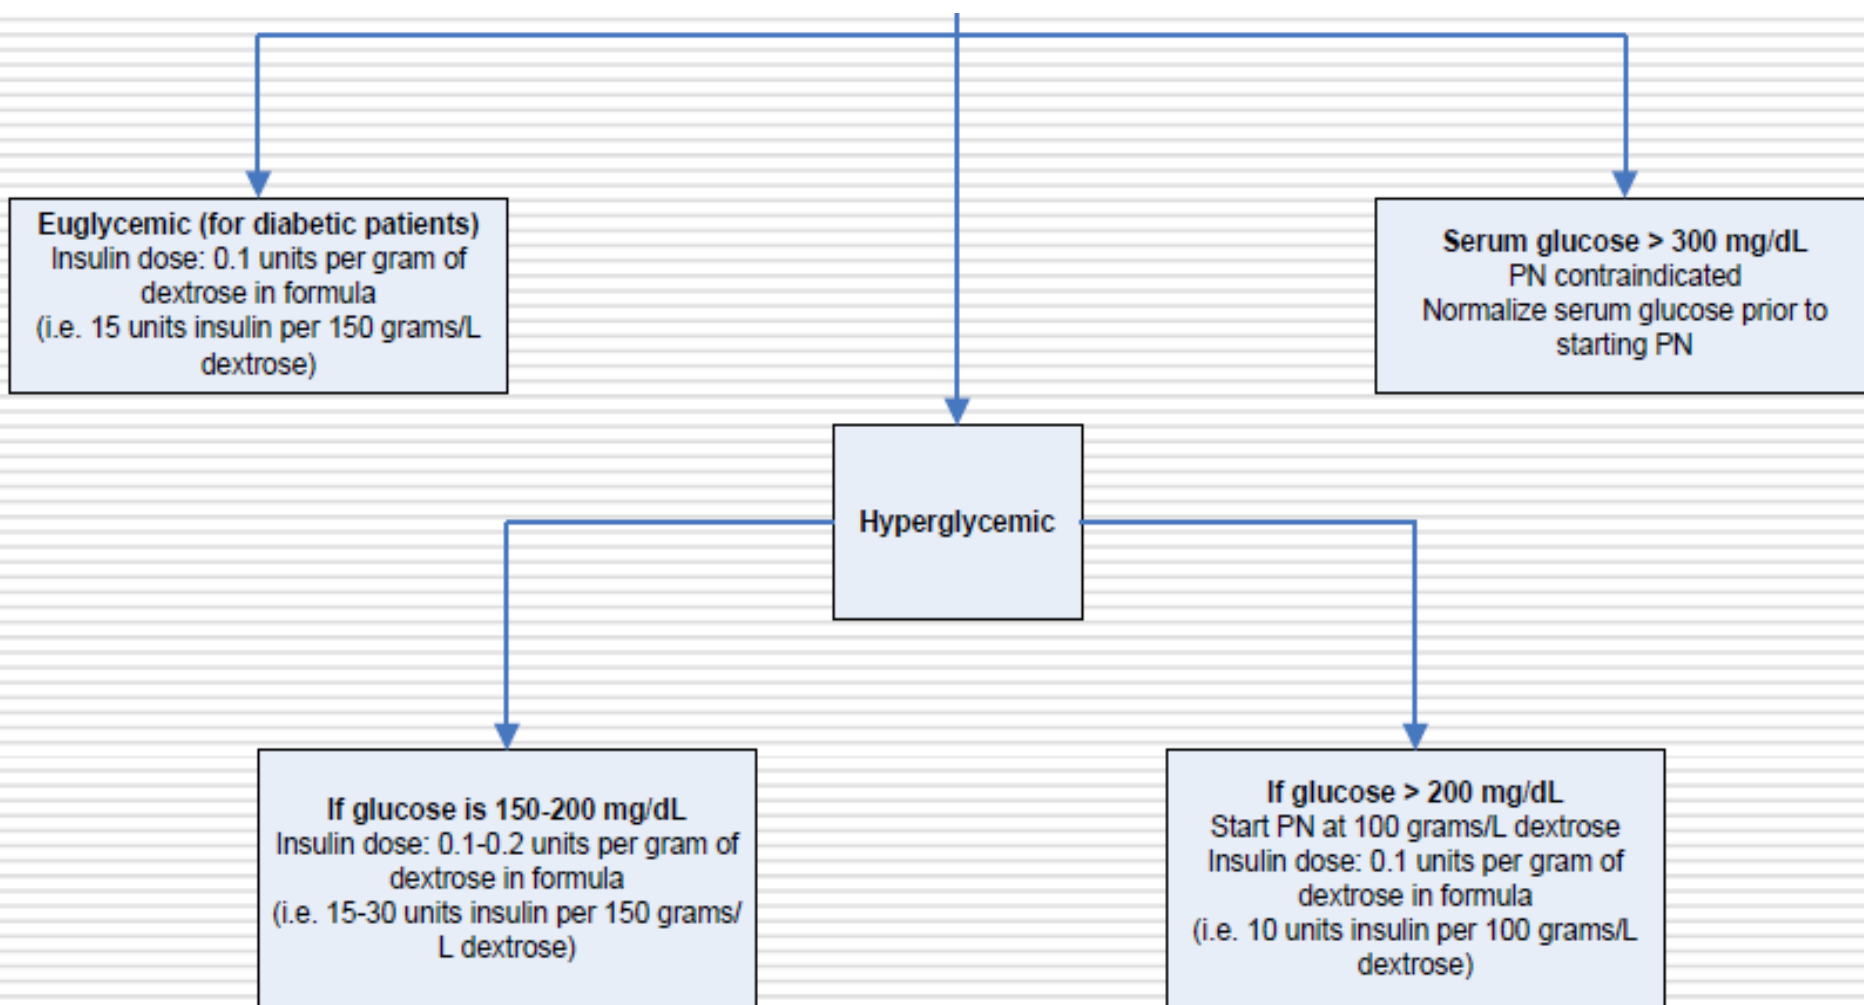 Euglycemic (for diabetic patients)
Insulin dose: 0.1 units per gram of
dextrose in formula
(i.e. 15 units insulin per 150 grams/L
dextrose)
Serum glucose > 300 mg/dL
PN contraindicated
Normalize serum glucose prior to
starting PN
Hyperglycemic
If glucose is 150-200 mg/dL
Insulin dose: 0.1-0.2 units per gram of
dextrose in formula
(i.e. 15-30 units insulin per 150 grams/
L dextrose)
If glucose > 200 mg/dL
Start PN at 100 grams/L dextrose
Insulin dose: 0.1 units per gram of
dextrose in formula
(i.e. 10 units insulin per 100 grams/L
dextrose)